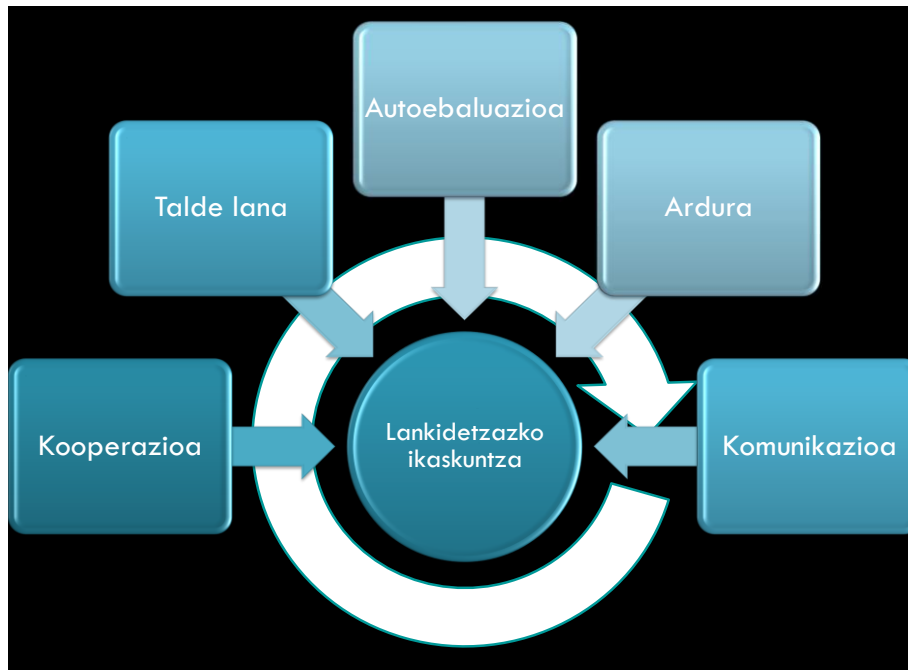 Autoebaluazioa
Talde lana
Ardura
Kooperazioa
Lankidetzazko
ikaskuntza
Komunikazioa